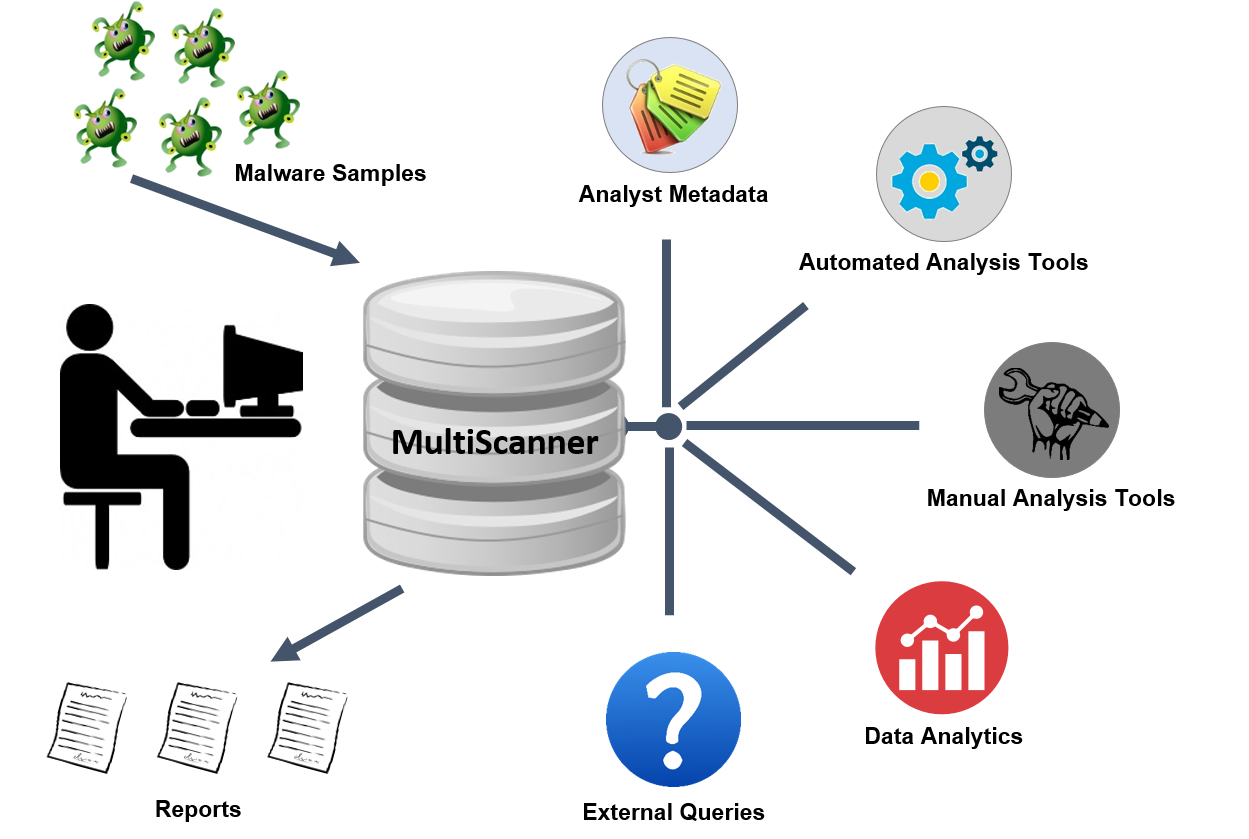 Malware Samples
Analyst Metadata
Automated Analysis Tools
MultiScanner
Manual Analysis Tools
Data Analytics
Reports
External Queries